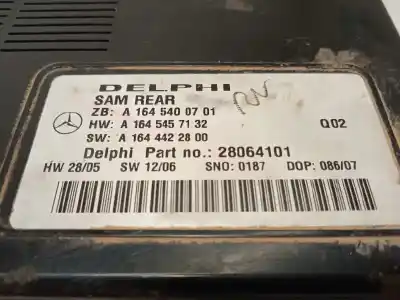 DELPHI
SAM REAR
ZB: A 164 540 07 01
HW: A 164 545 71 32
SW: A 164 442 28 00
Q02
Delphi Part no.: 28064101
HW 28/05 SW 12/06 SNO: 0187 DOP: 086/07